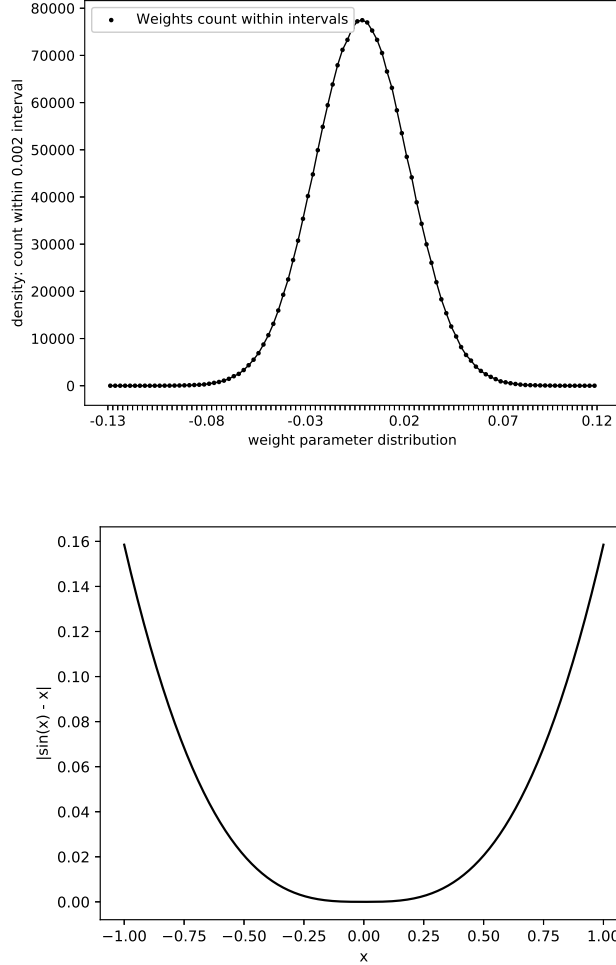 80000
70000
60000
50000
40000
30000
20000
10000
0
density: count within 0.002 interval
Weights count within intervals
-0.13 -0.08 -0.03 0.02 0.07 0.12
weight parameter distribution
0.16
0.14
0.12
0.10
0.08
0.06
0.04
0.02
0.00
|sin(x) - x|
−1.00 −0.75 −0.50 −0.25 0.00 0.25 0.50 0.75 1.00
x